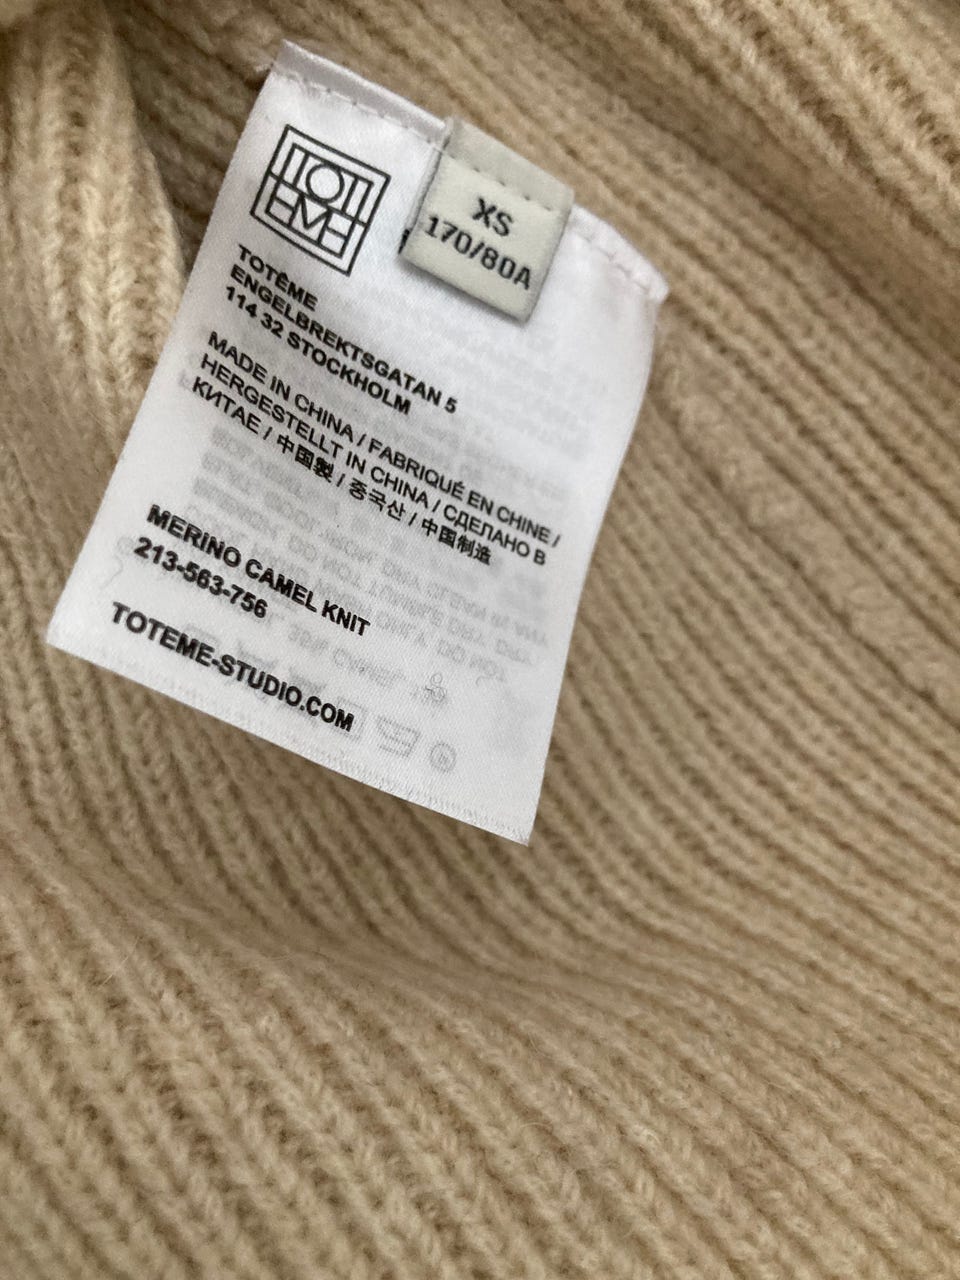 TOTEME
XS
170/80A
TOTÊME
ENGELBREKTSGATAN 5
114 32 STOCKHOLM
MADE IN CHINA / FABRIQUÉ EN CHINE /
HERGESTELLT IN CHINA / СДЕЛАНО В
КИТАЕ / 中国製 / 중국산 / 中国制造
MERINO CAMEL KNIT
213-563-756
TOTEME-STUDIO.COM